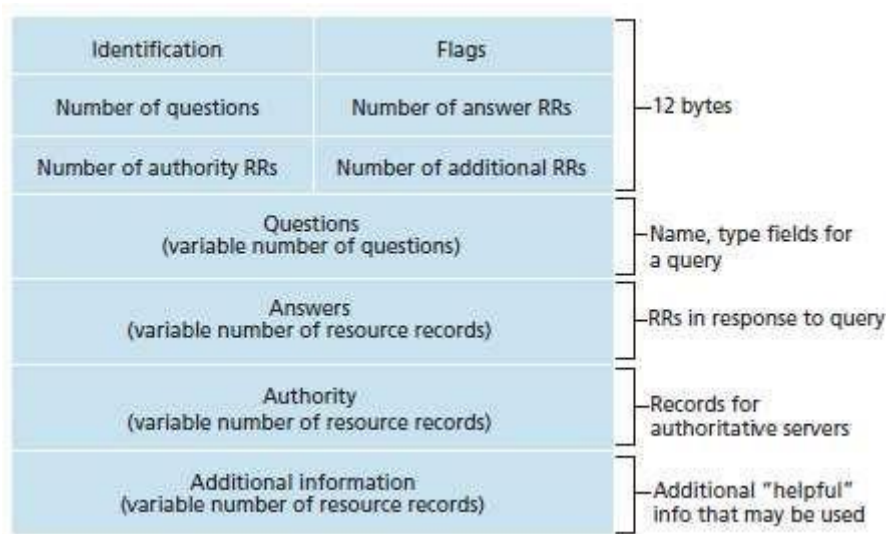 Identification
Flags
Number of questions
Number of answer RRs
12 bytes
Number of authority RRs
Number of additional RRs
Questions
(variable number of questions)
Name, type fields for
a query
Answers
(variable number of resource records)
RRs in response to query
Authority
(variable number of resource records)
Records for
authoritative servers
Additional information
(variable number of resource records)
Additional “helpful”
info that may be used